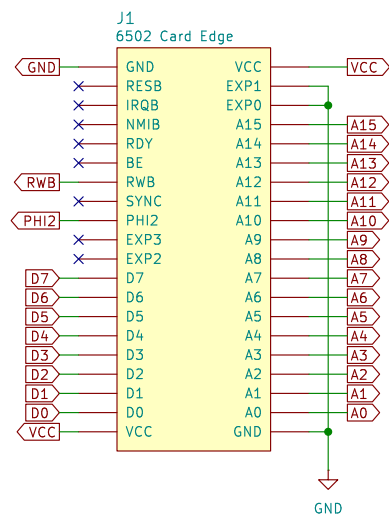 J1
6502 Card Edge
GND GND VCC VCC
RESB EXP1
IRQB EXP0
NMIB A15 A15
RDY A14 A14
BE A13 A13
RWB RWB A12 A12
SYNC A11 A11
PHI2 PHI2 A10 A10
EXP3 A9 A9
EXP2 A8 A8
D7 D7 A7 A7
D6 D6 A6 A6
D5 D5 A5 A5
D4 D4 A4 A4
D3 D3 A3 A3
D2 D2 A2 A2
D1 D1 A1 A1
D0 D0 A0 A0
VCC VCC GND
GND